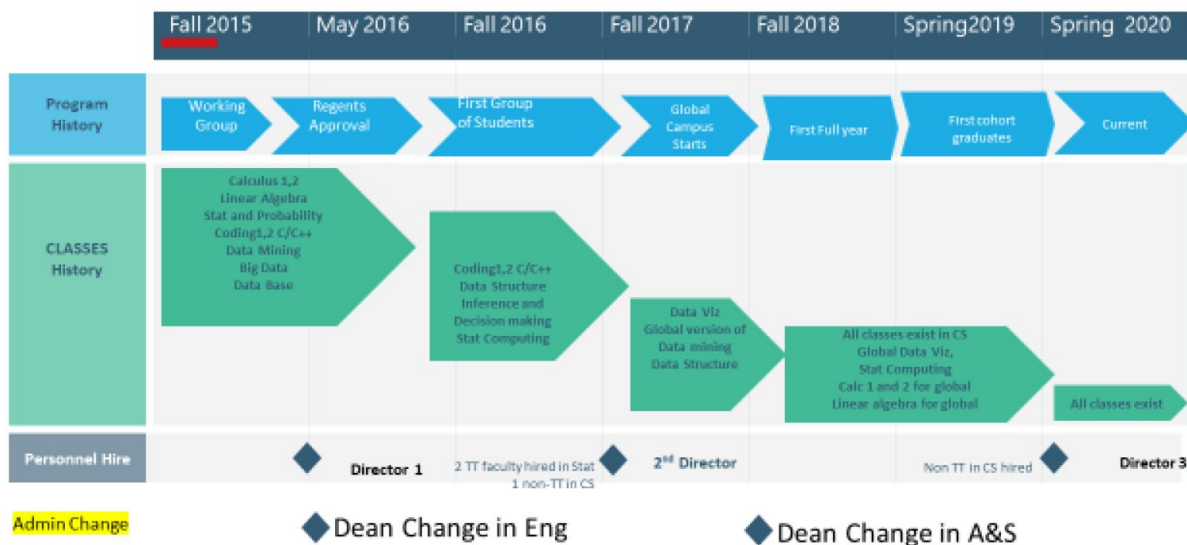 Fall 2015
May 2016
Fall 2016
Fall 2017
Fall 2018
Spring2019
Spring 2020
Program
History
Working
Group
Regents
Approval
First Group
of Students
Global
Campus
Starts
First Full year
First cohort
graduates
Current
CLASSES
History
Calculus 1,2
Linear Algebra
Stat and Probability
Coding1,2 C/C++
Data Mining
Big Data
Data Base
Coding1,2 C/C++
Data Structure
Inference and
Decision making
Stat Computing
Data Viz
Global version of
Data mining
Data Structure
All classes exist in CS
Global Data Viz,
Stat Computing
Calc 1 and 2 for global
Linear algebra for global
All classes exist
Personnel Hire
Director 1
2 TT faculty hired in Stat
1 non-TT in CS
2nd Director
Non TT in CS hired
Director 3
Admin Change
Dean Change in Eng
Dean Change in A&S